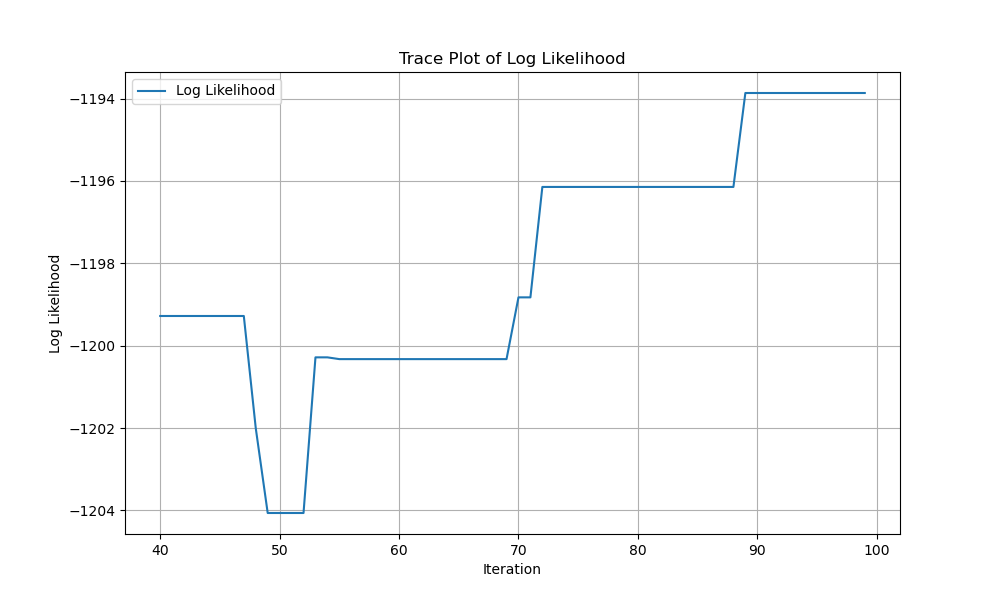 Trace Plot of Log Likelihood
Log Likelihood
−1194
−1196
−1198
−1200
−1202
−1204
Log Likelihood
40 50 60 70 80 90 100
Iteration